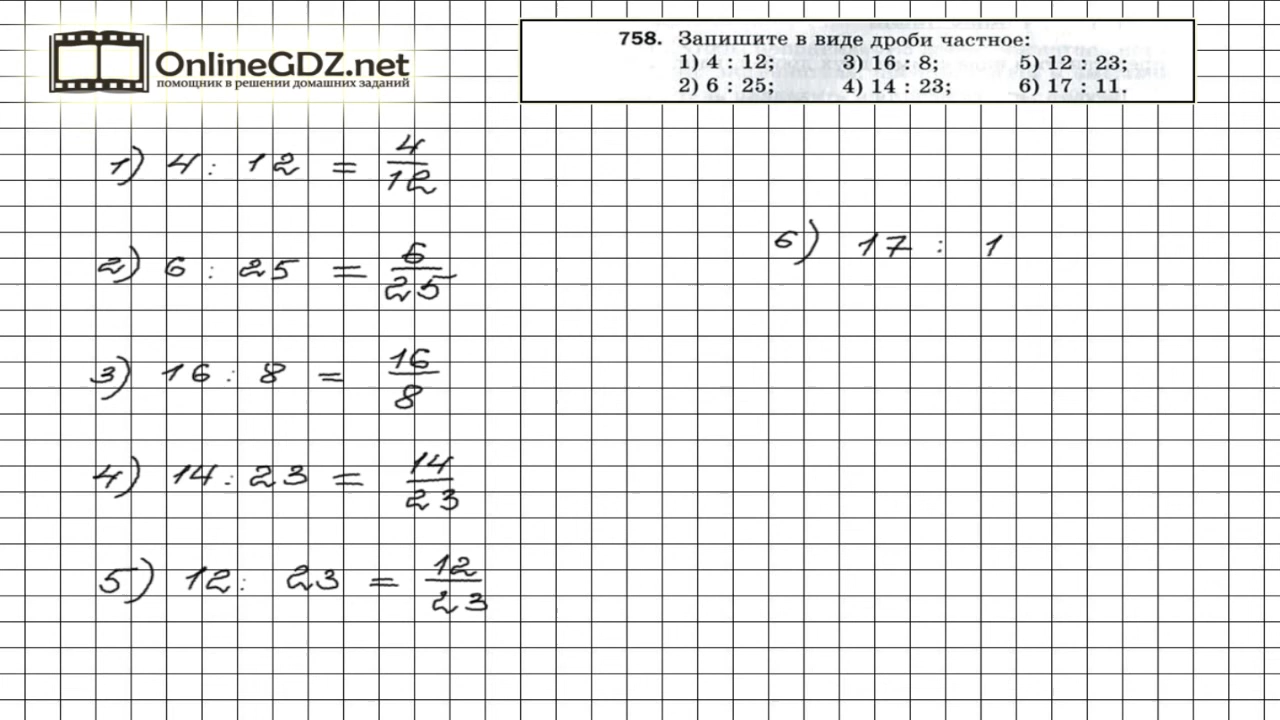 OnlineGDZ.net
помощник в решении домашних заданий
758. Запишите в виде дроби частное:
1) 4 : 12; 3) 16 : 8; 5) 12 : 23;
2) 6 : 25; 4) 14 : 23; 6) 17 : 11.
1) 4 : 12 = 4/12
2) 6 : 25 = 6/25
3) 16 : 8 = 16/8
4) 14 : 23 = 14/23
5) 12 : 23 = 12/23
6) 17 : 1